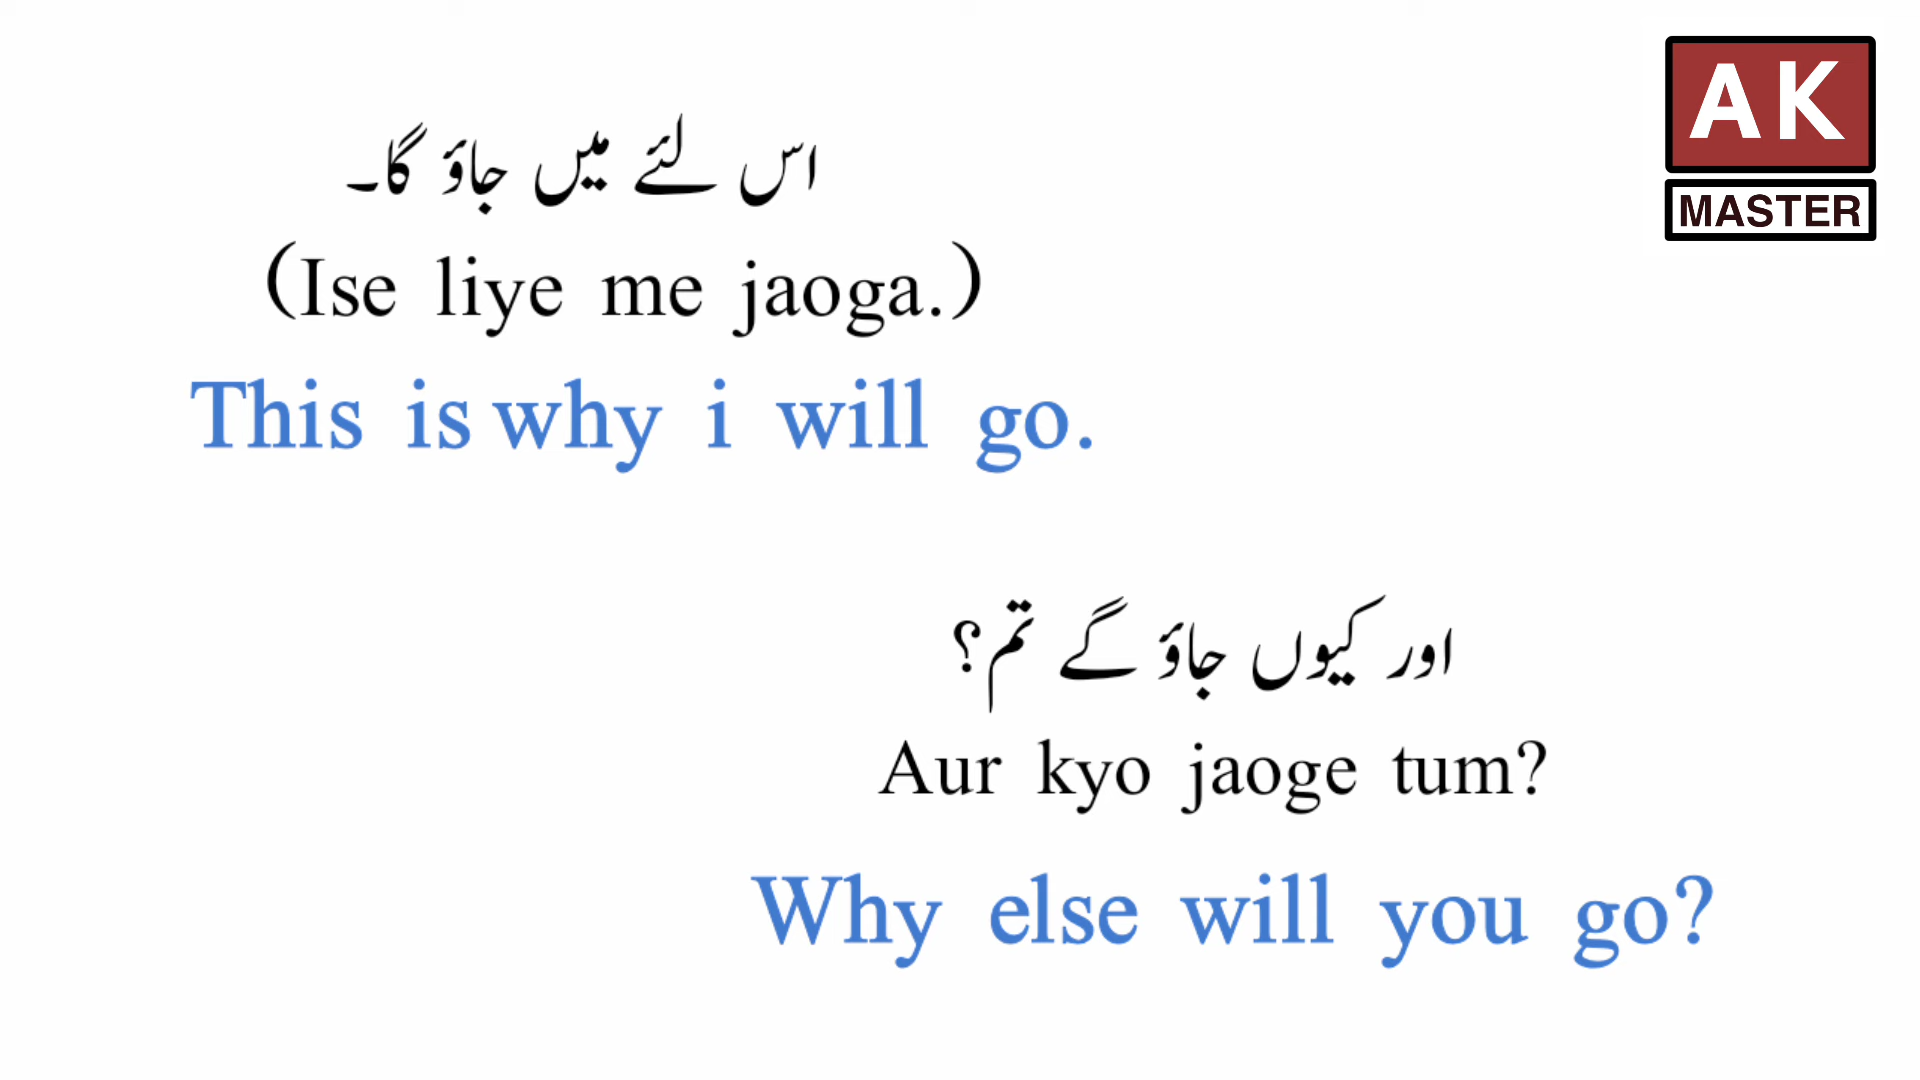 AK
MASTER
اس لئے میں جاؤ گا۔
(Ise liye me jaoga.)
This is why i will go.
اور کیوں جاؤ گے تم؟
Aur kyo jaoge tum?
Why else will you go?